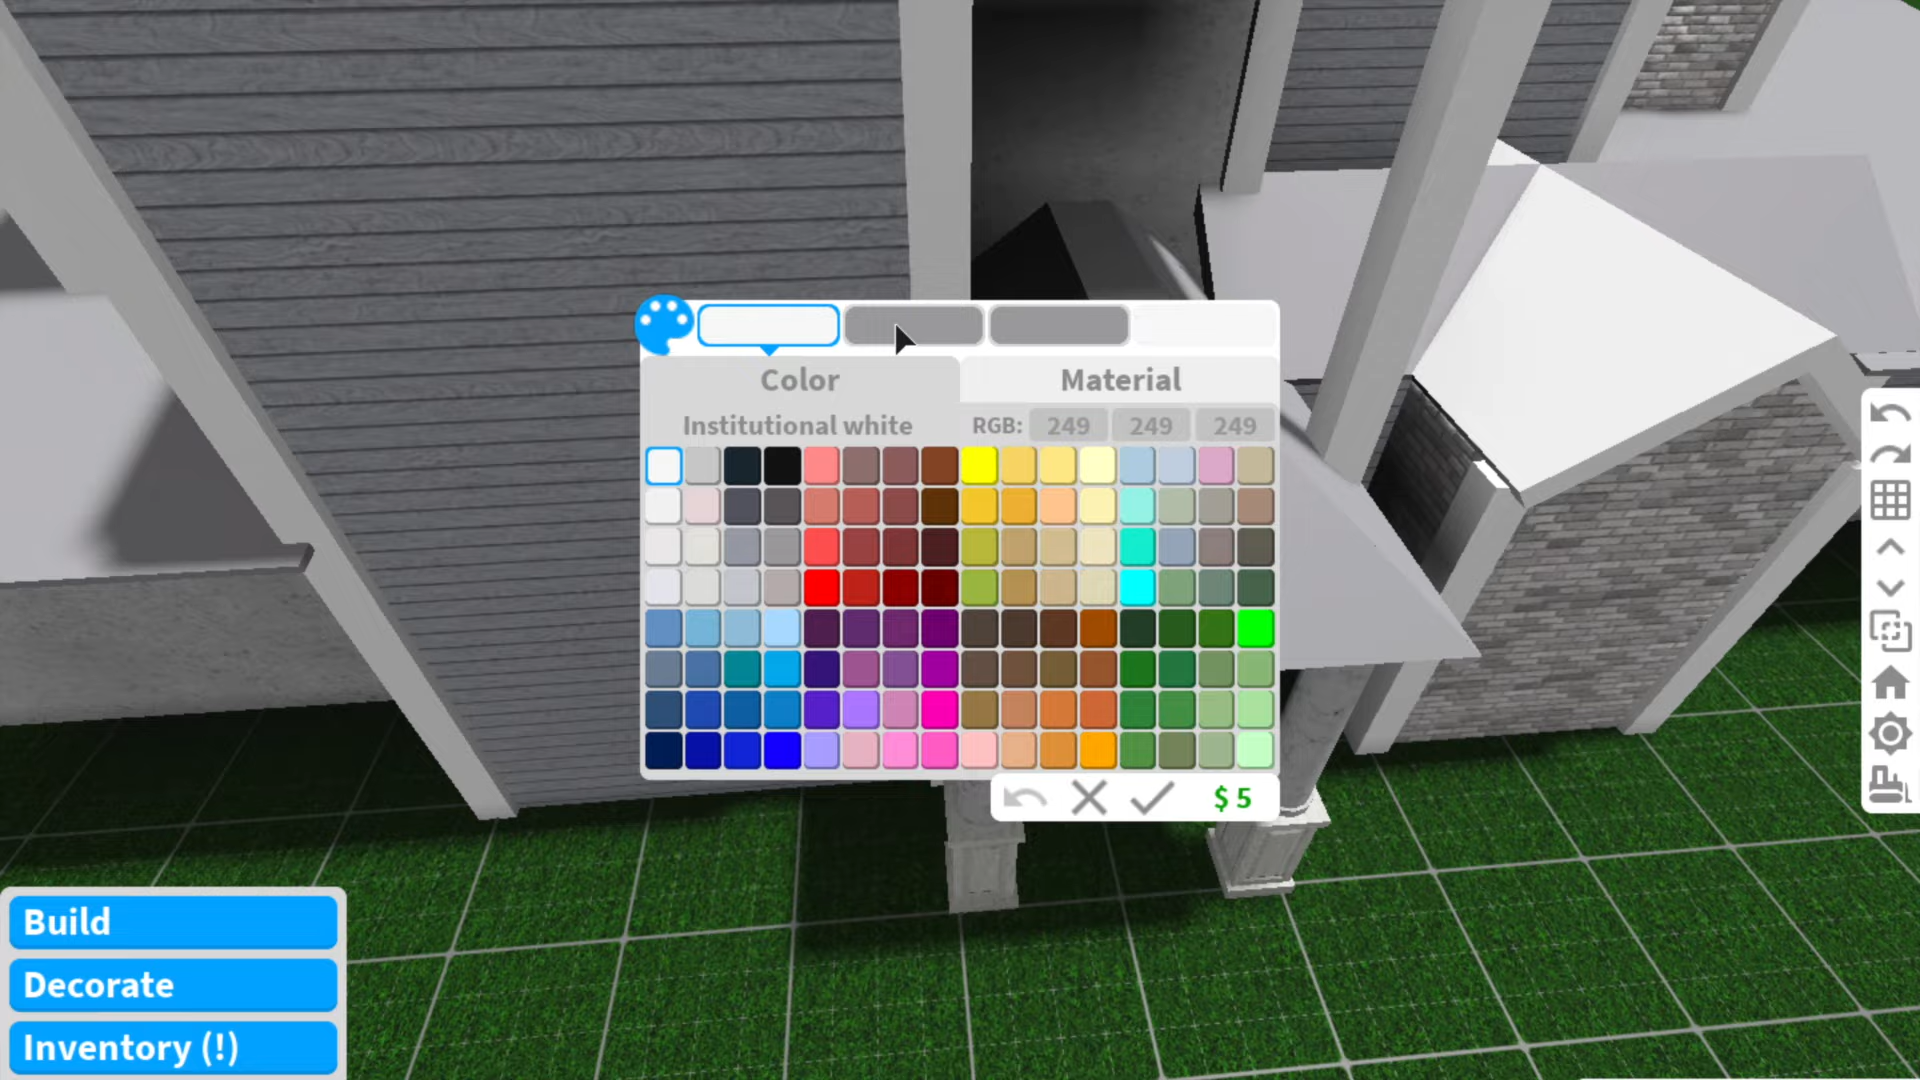 Color
Material
Institutional white
RGB: 249 249 249
$ 5
Build
Decorate
Inventory (!)